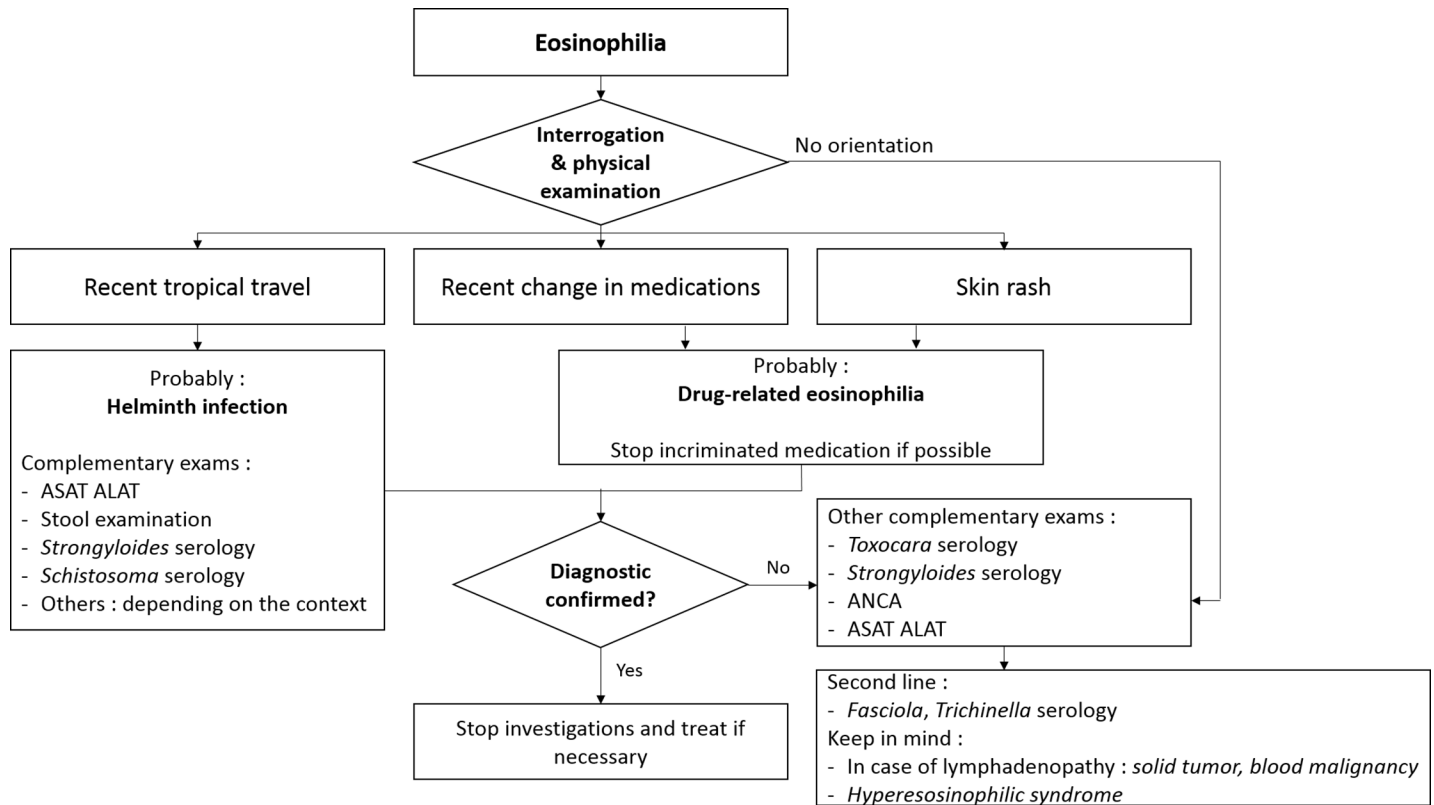 Eosinophilia
Interrogation
& physical
examination
No orientation
Recent tropical travel
Recent change in medications
Skin rash
Probably :
Helminth infection
Complementary exams :
- ASAT ALAT
- Stool examination
- Strongyloides serology
- Schistosoma serology
- Others : depending on the context
Probably :
Drug-related eosinophilia
Stop incriminated medication if possible
Diagnostic
confirmed?
No
Yes
Stop investigations and treat if
necessary
Other complementary exams :
- Toxocara serology
- Strongyloides serology
- ANCA
- ASAT ALAT
Second line :
- Fasciola, Trichinella serology
Keep in mind :
- In case of lymphadenopathy : solid tumor, blood malignancy
- Hyperesosinophilic syndrome